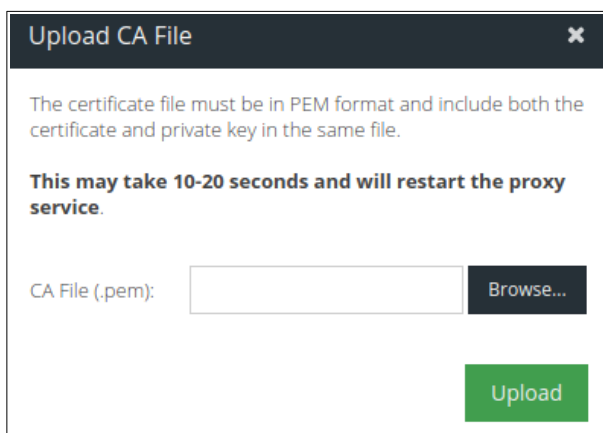 Upload CA File ✖
The certificate file must be in PEM format and include both the
certificate and private key in the same file.
This may take 10-20 seconds and will restart the proxy
service.
CA File (.pem): Browse...
Upload